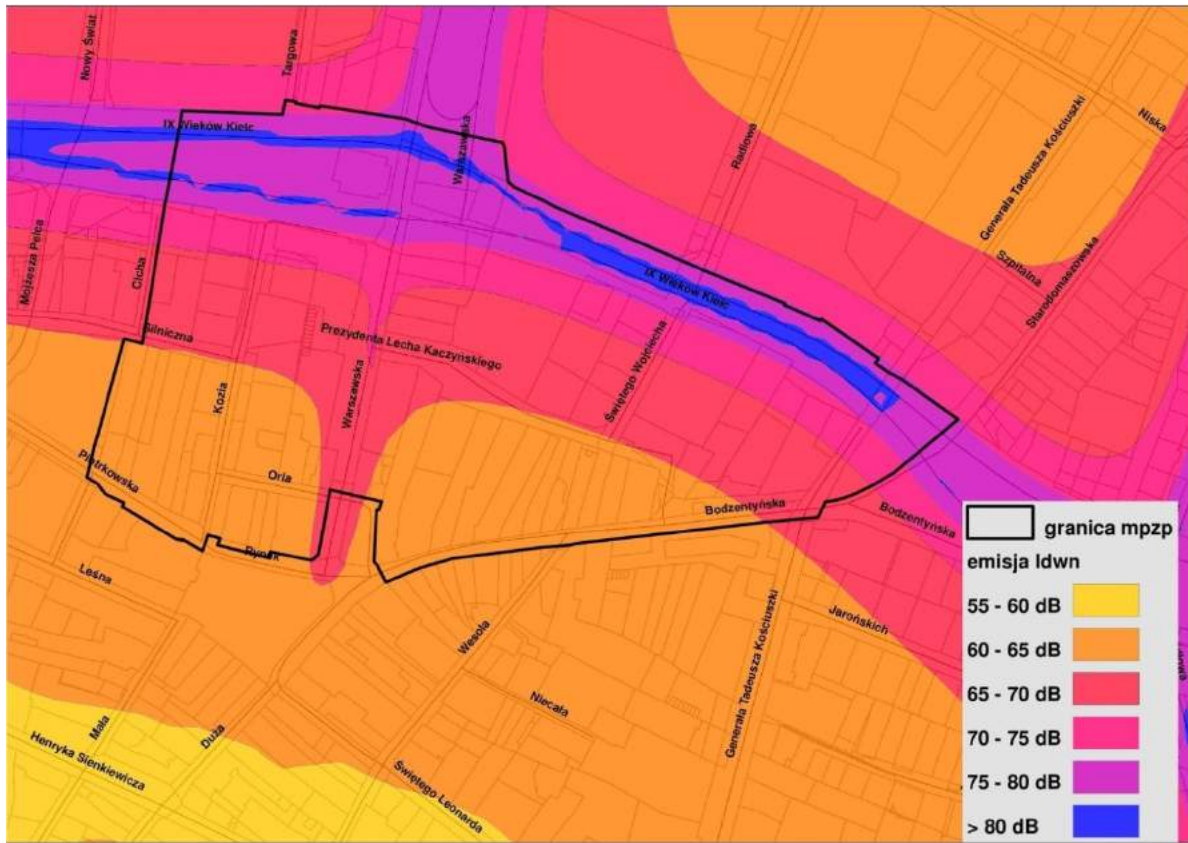 Nowy Świat
Targowa
IX Wieków Kielc
Warszawska
Radiowa
Generała Tadeusza Kościuszki
Niska
Szpitalna
Starodomaszowska
Mojżesza Pelca
Cicha
Silniczna
Prezydenta Lecha Kaczyńskiego
IX Wieków Kielc
Świętego Wojciecha
Warszawska
Kozia
Orla
Piotrkowska
Rynek
Bodzentyńska
Bodzentyńska
Leśna
Wesoła
Jarońskich
Generała Tadeusza Kościuszki
Niecała
Mała
Duża
Henryka Sienkiewicza
Świętego Leonarda
granica mpzp
emisja ldwn
55 - 60 dB
60 - 65 dB
65 - 70 dB
70 - 75 dB
75 - 80 dB
> 80 dB